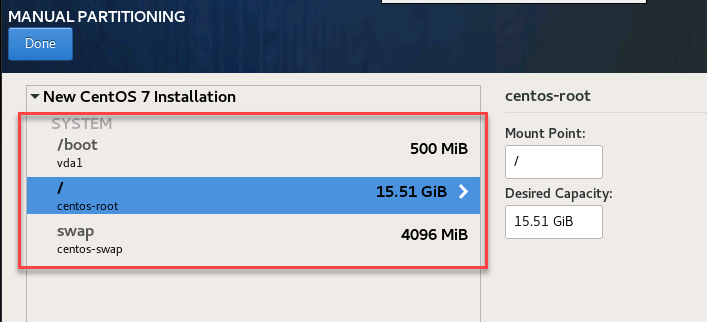 MANUAL PARTITIONING
Done
New CentOS 7 Installation
SYSTEM
/boot
500 MiB
vda1
/
15.51 GiB
centos-root
swap
4096 MiB
centos-swap
centos-root
Mount Point:
/
Desired Capacity:
15.51 GiB